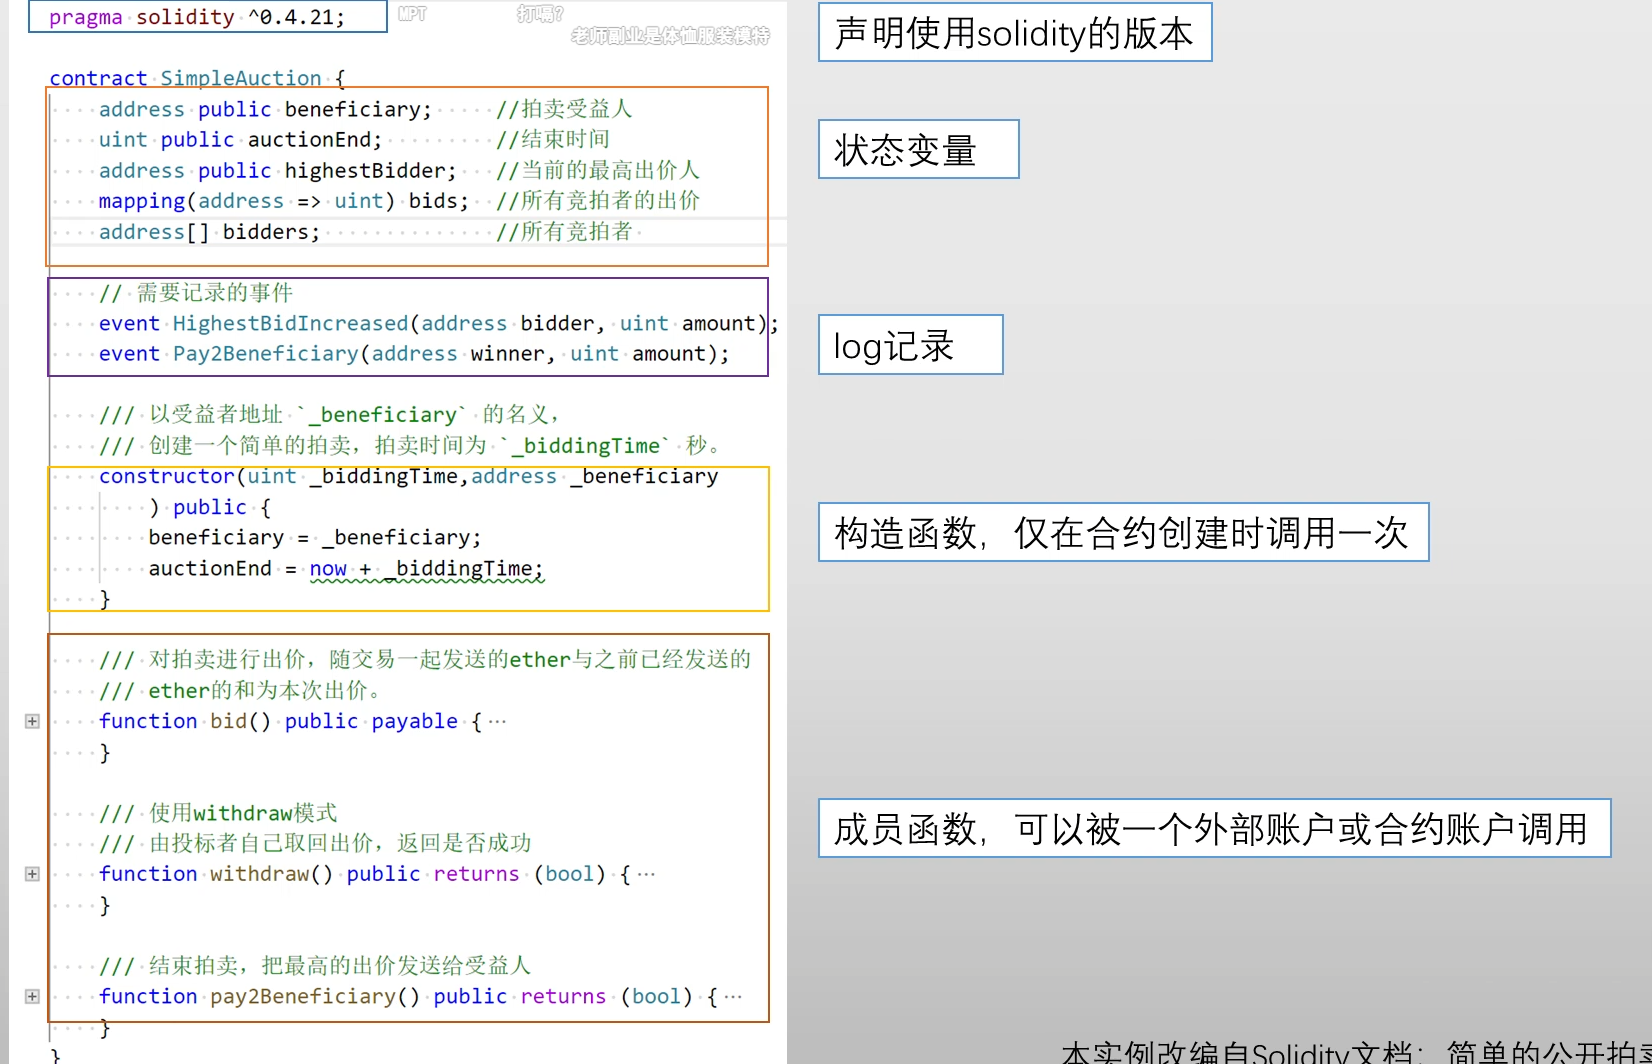 pragma solidity ^0.4.21;
MPT
打嗝?
老师副业是体恤服装模特
声明使用solidity的版本
contract SimpleAuction {
address public beneficiary; //拍卖受益人
uint public auctionEnd; //结束时间
address public highestBidder; //当前的最高出价人
mapping(address => uint) bids; //所有竞拍者的出价
address[] bidders; //所有竞拍者
状态变量
// 需要记录的事件
event HighestBidIncreased(address bidder, uint amount);
event Pay2Beneficiary(address winner, uint amount);
log记录
/// 以受益者地址 `_beneficiary` 的名义，
/// 创建一个简单的拍卖，拍卖时间为 `_biddingTime` 秒。
constructor(uint _biddingTime,address _beneficiary
) public {
beneficiary = _beneficiary;
auctionEnd = now + _biddingTime;
}
构造函数，仅在合约创建时调用一次
/// 对拍卖进行出价，随交易一起发送的ether与之前已经发送的
/// ether的和为本次出价。
function bid() public payable {…
}
/// 使用withdraw模式
/// 由投标者自己取回出价，返回是否成功
function withdraw() public returns (bool) {…
}
成员函数，可以被一个外部账户或合约账户调用
/// 结束拍卖，把最高的出价发送给受益人
function pay2Beneficiary() public returns (bool) {…
}
}
本实例改编自Solidity文档：简单的公开拍卖